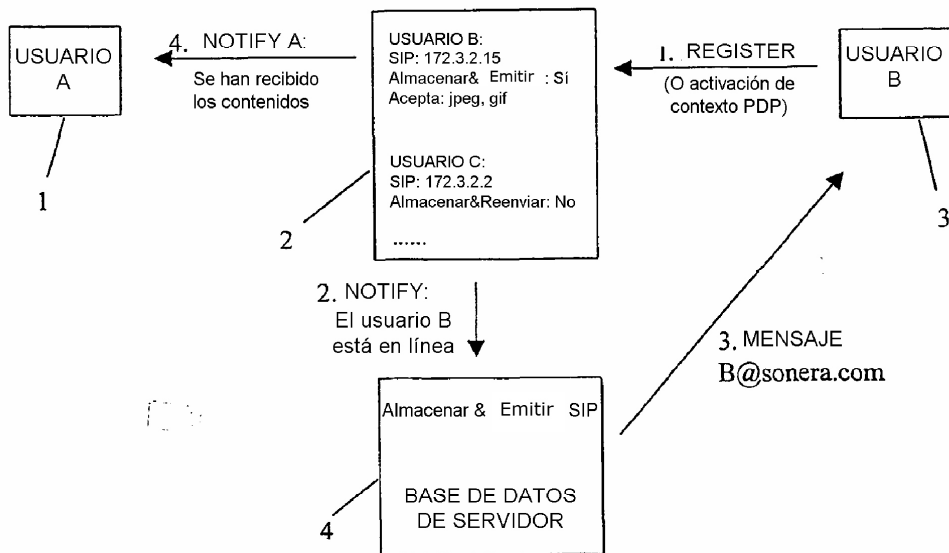 USUARIO
A
1
4. NOTIFY A:
Se han recibido
los contenidos
USUARIO B:
SIP: 172.3.2.15
Almacenar& Emitir : Sí
Acepta: jpeg, gif
USUARIO C:
SIP: 172.3.2.2
Almacenar&Reenviar: No
......
2
1. REGISTER
(O activación de
contexto PDP)
USUARIO
B
3
2. NOTIFY:
El usuario B
está en línea
3. MENSAJE
B@sonera.com
Almacenar & Emitir SIP
BASE DE DATOS
DE SERVIDOR
4